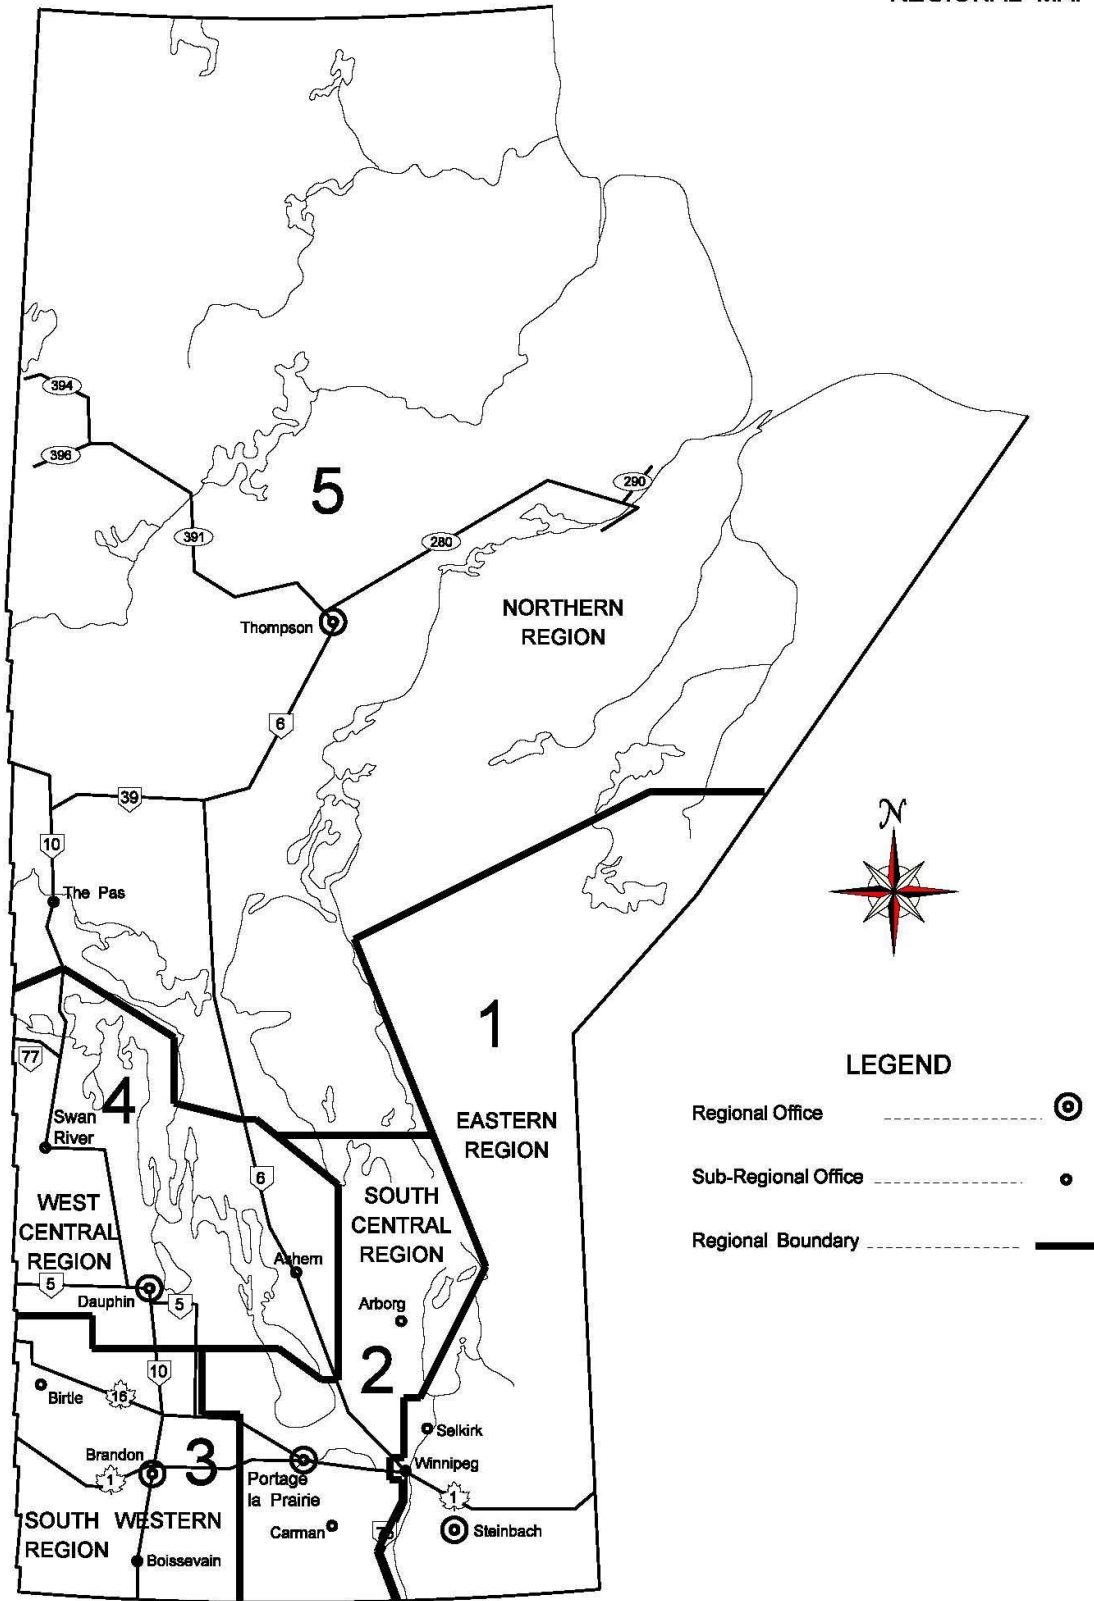 REGIONAL MAP
394
396
5
290
391
280
NORTHERN
REGION
Thompson
6
39
10
The Pas
N
1
77
4
LEGEND
Regional Office
Swan
River
EASTERN
REGION
6
Sub-Regional Office
WEST
CENTRAL
REGION
SOUTH
CENTRAL
REGION
Regional Boundary
Ashern
5
Dauphin
5
Arborg
2
10
Birtle
16
Selkirk
Brandon
3
Winnipeg
1
Portage
la Prairie
1
SOUTH WESTERN
REGION
Carman
75
Steinbach
Boissevain